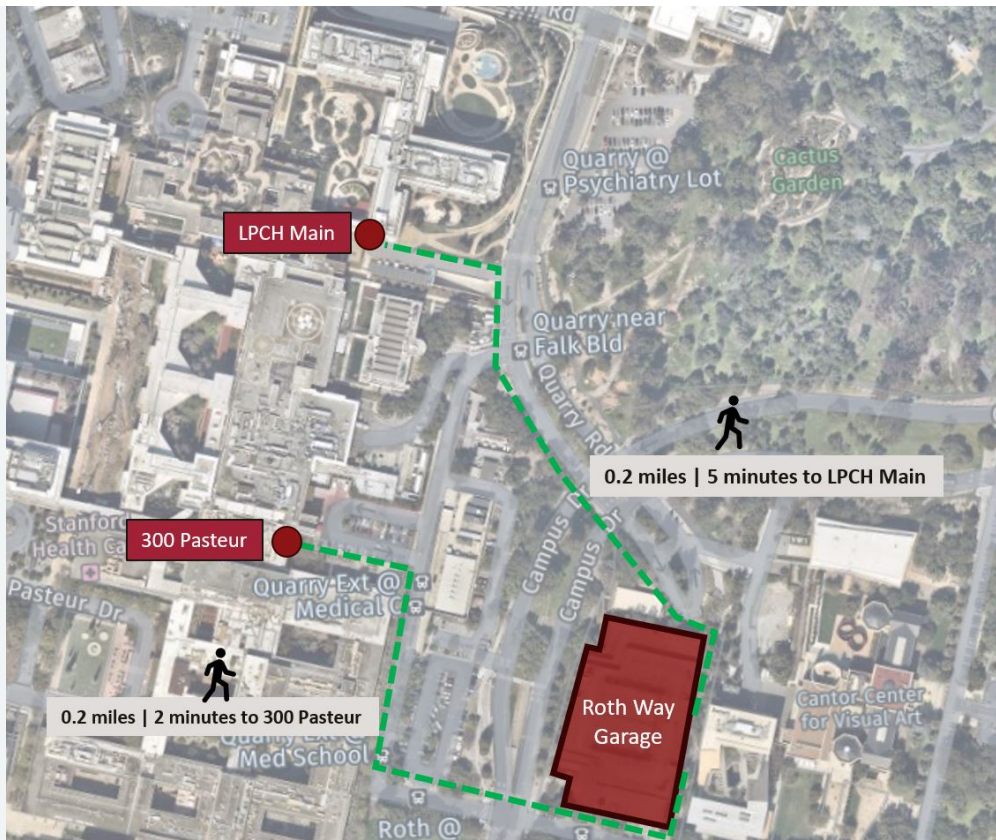 Rd
Quarry @
Psychiatry Lot
Cactus
Garden
LPCH Main
Quarry near
Falk Bld
Quarry Rd
0.2 miles | 5 minutes to LPCH Main
Campus
Dr
Campus
Stanford
Health Ca
300 Pasteur
Quarry Ext @
Medical C
Pasteur Dr
Roth Way
Garage
Cantor Center
for Visual Art
0.2 miles | 2 minutes to 300 Pasteur
Quarry Ext @
Med School
Roth @